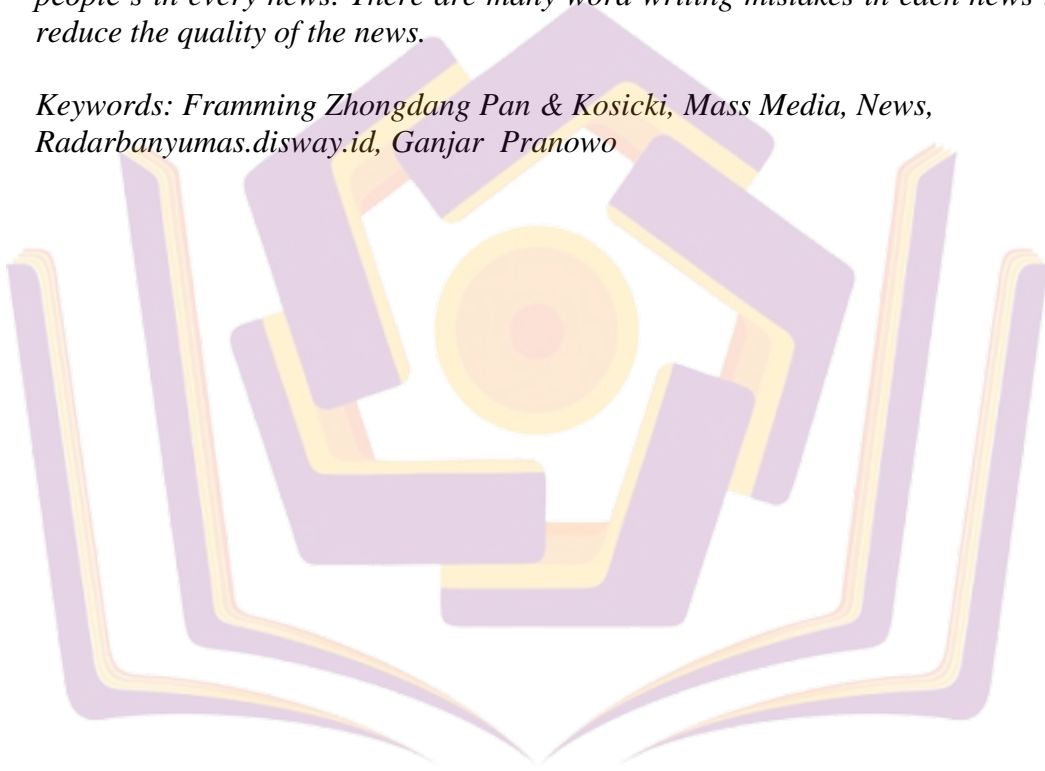 people's in every news. There are many word writing mistakes in each news
reduce the quality of the news.
Keywords: Framming Zhongdang Pan & Kosicki, Mass Media, News,
Radarbanyumas.disway.id, Ganjar Pranowo